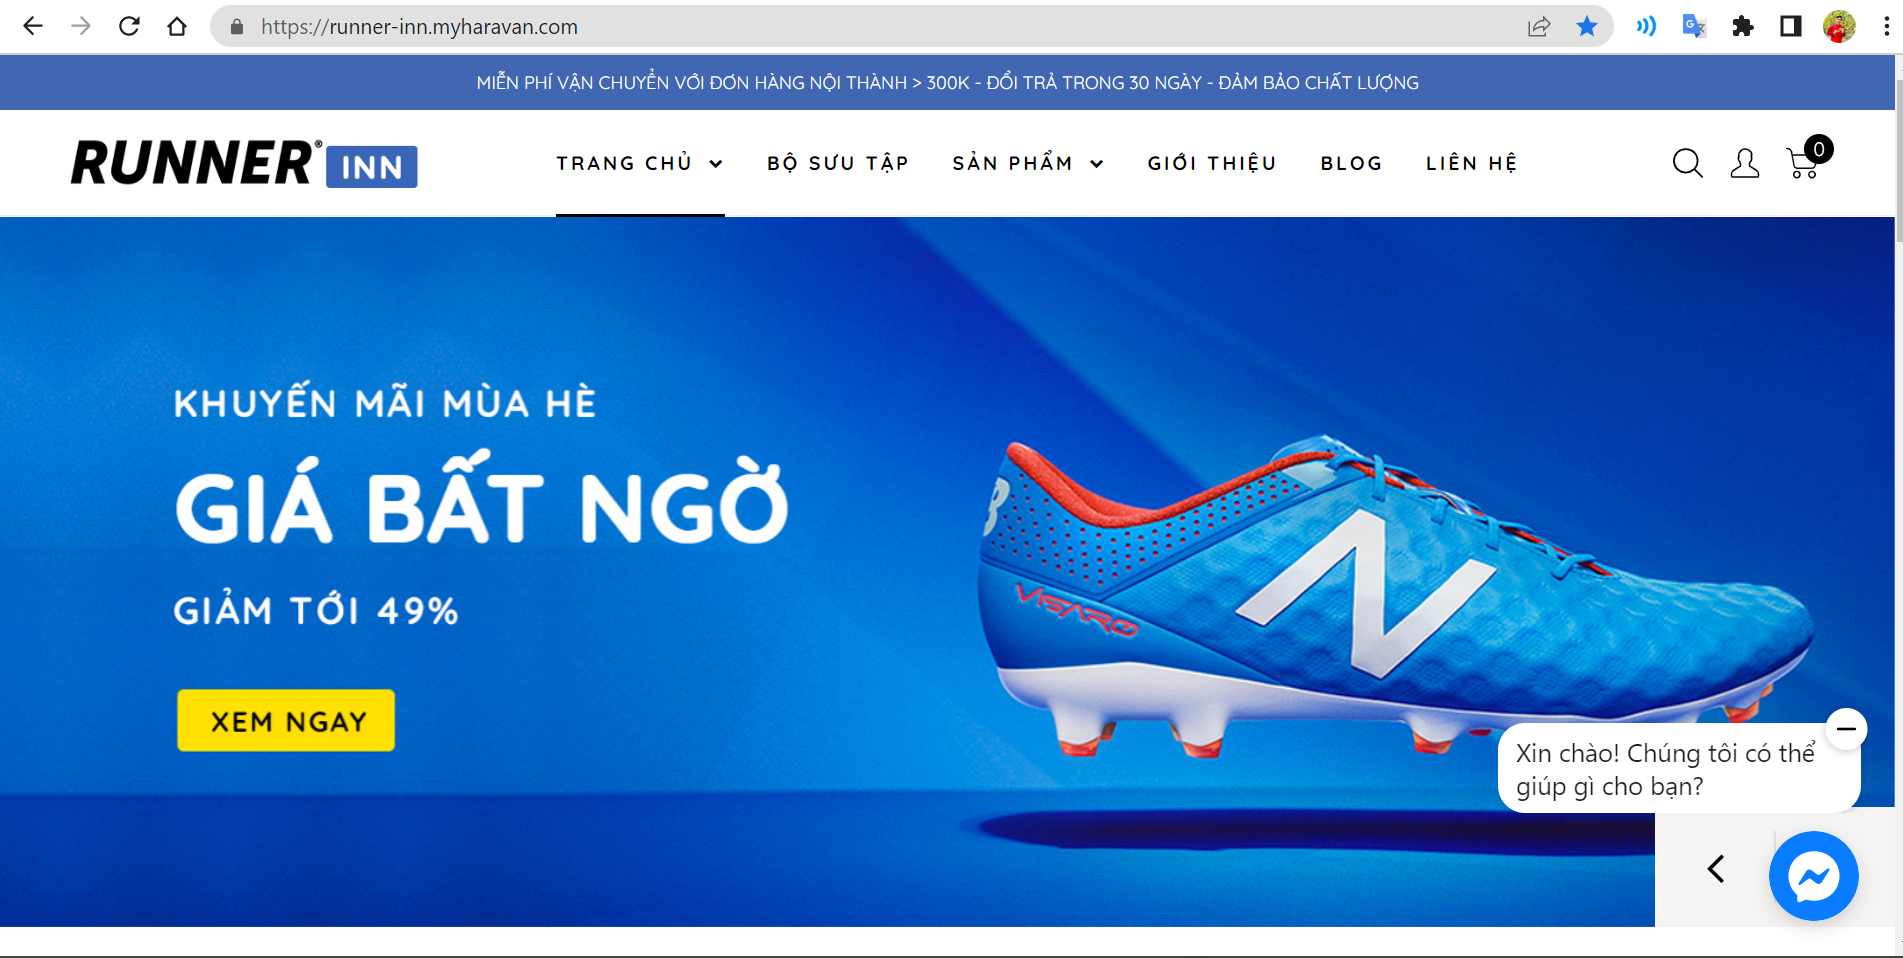 https://runner-inn.myharavan.com
MIỄN PHÍ VẬN CHUYỂN VỚI ĐƠN HÀNG NỘI THÀNH > 300K - ĐỔI TRẢ TRONG 30 NGÀY - ĐẢM BẢO CHẤT LƯỢNG
RUNNER® INN
TRANG CHỦ BỘ SƯU TẬP SẢN PHẨM GIỚI THIỆU BLOG LIÊN HỆ 0
KHUYẾN MÃI MÙA HÈ
GIÁ BẤT NGỜ
GIẢM TỚI 49%
XEM NGAY
N
VISARO
Xin chào! Chúng tôi có thể
giúp gì cho bạn?